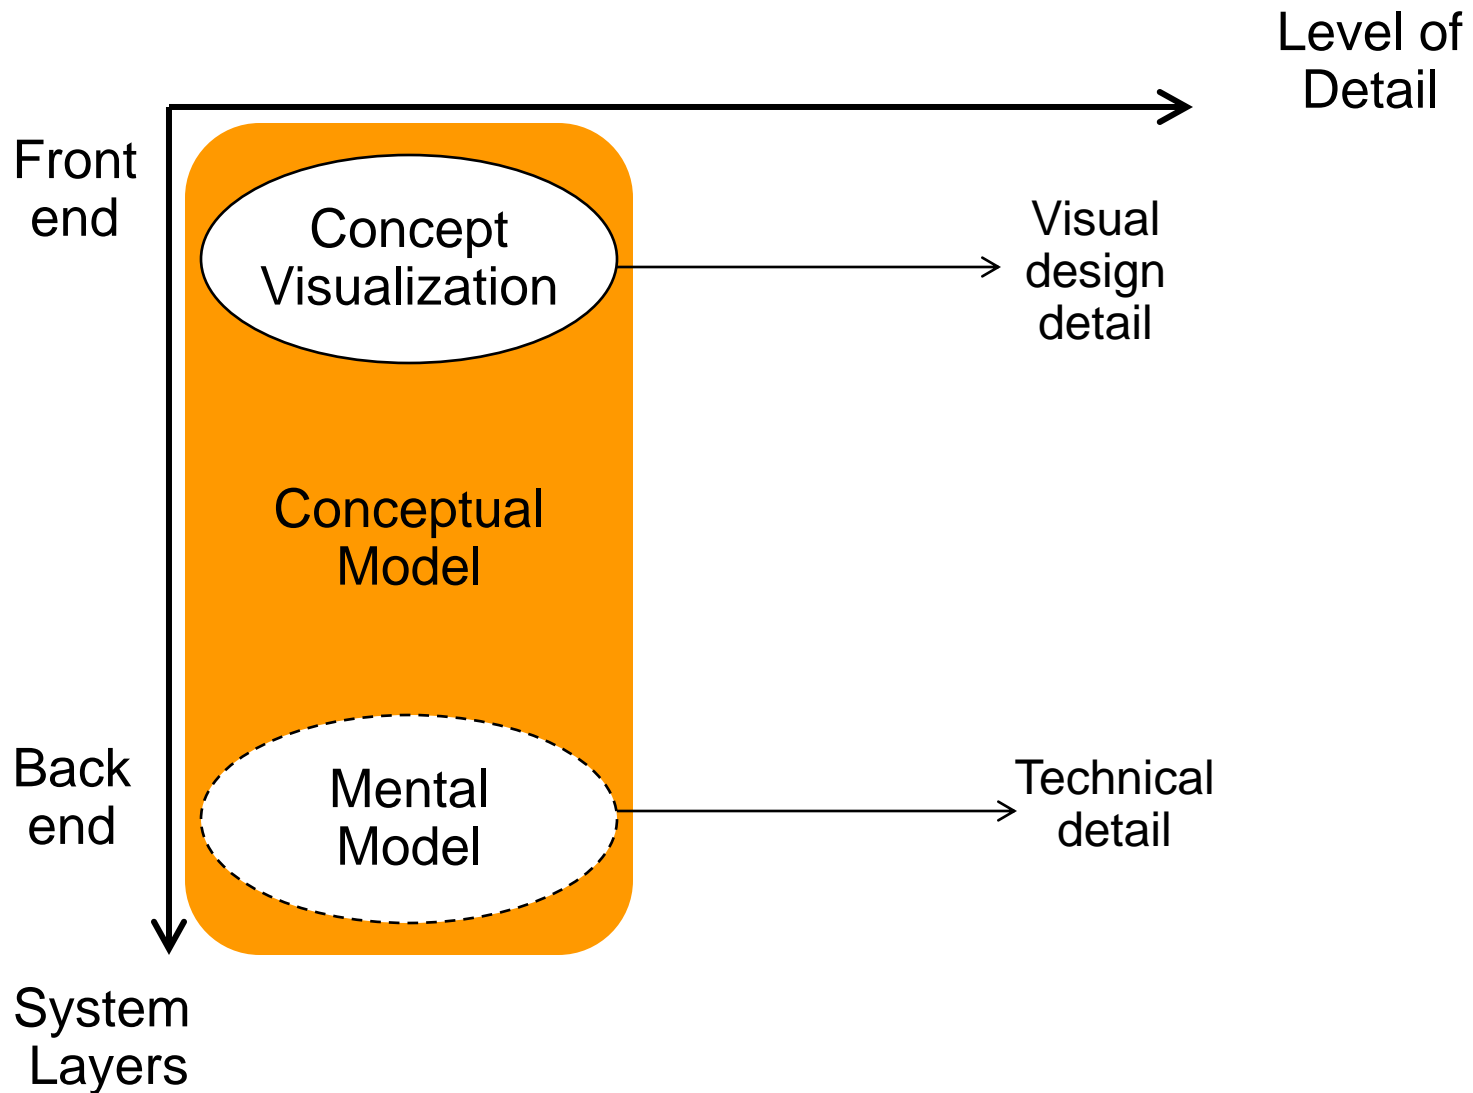 Level of
Detail
Front
end
Concept
Visualization
Visual
design
detail
Conceptual
Model
Back
end
Mental
Model
Technical
detail
System
Layers